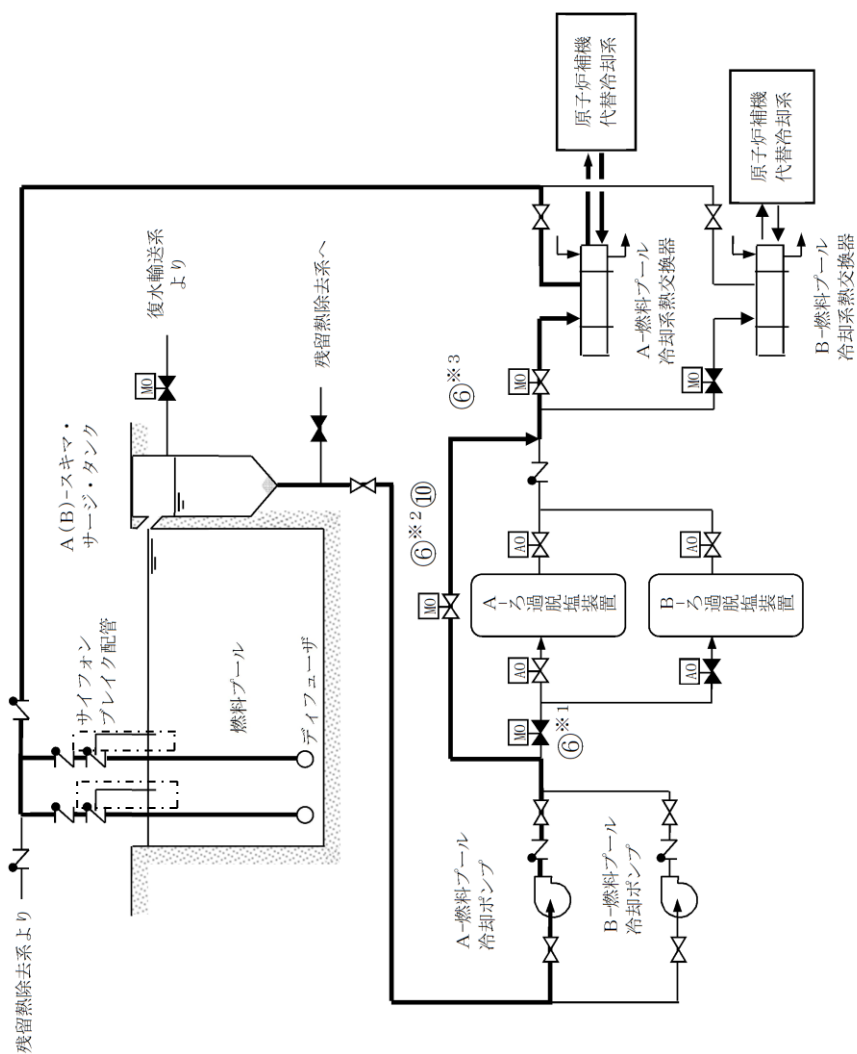 残留熱除去系より
サイフォン
ブレイク配管
燃料プール
ディフューザ
A(B)-スキマ・
サージ・タンク
復水輸送系
より
MO
残留熱除去系へ
A-燃料プール
冷却ポンプ
B-燃料プール
冷却ポンプ
MO
⑥※1
MO
⑥※2⑩
AO
A-ろ過脱塩装置
AO
AO
B-ろ過脱塩装置
AO
⑥※3
MO
MO
A-燃料プール
冷却系熱交換器
B-燃料プール
冷却系熱交換器
原子炉補機
代替冷却系
原子炉補機
代替冷却系